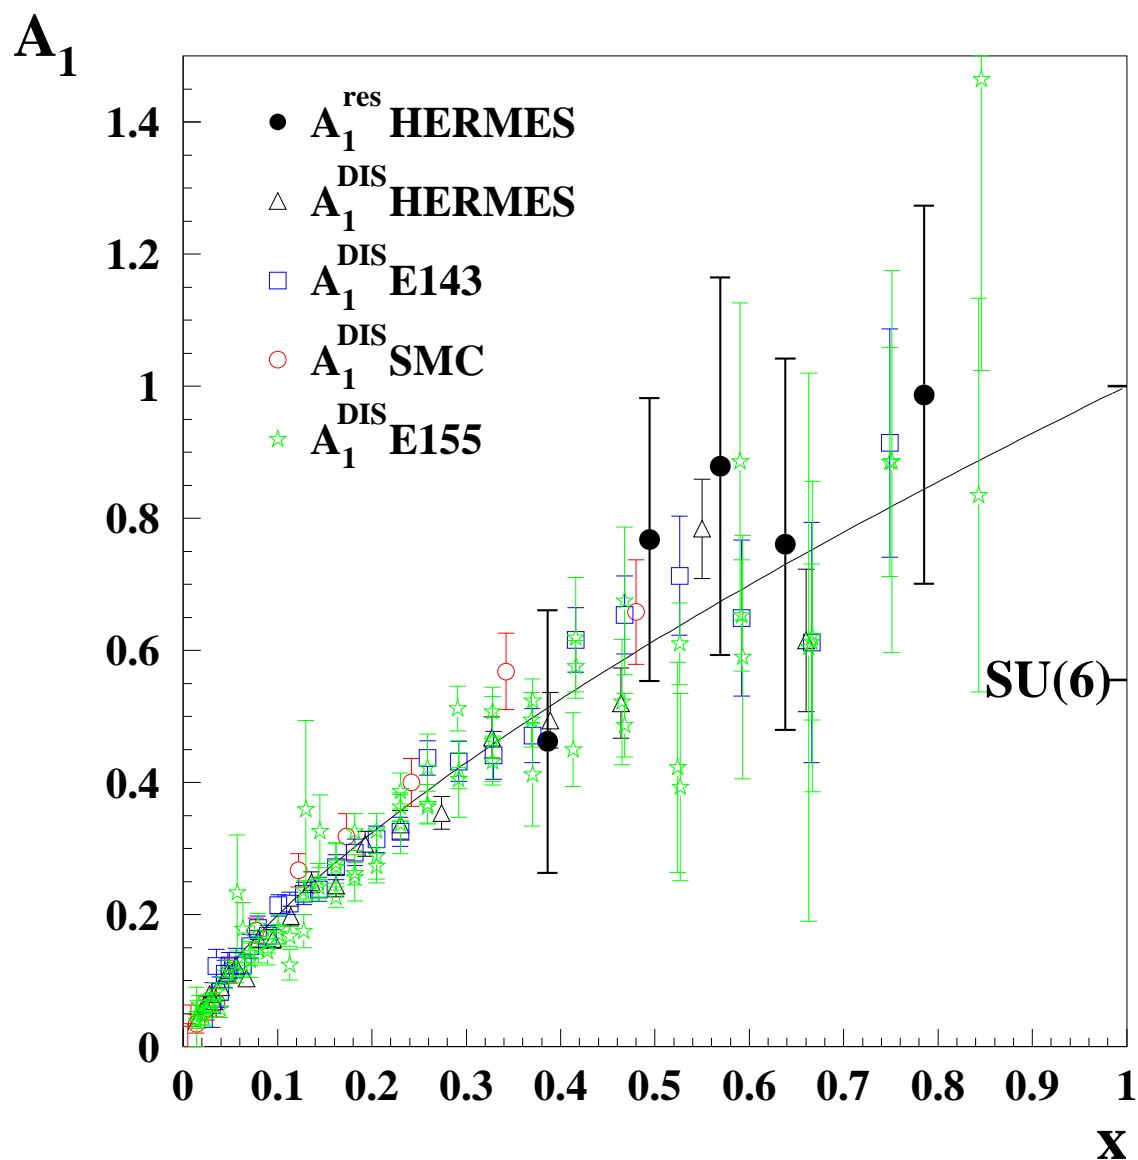 A1
1.4
1.2
1
0.8
0.6
0.4
0.2
0
A1res HERMES
A1DIS HERMES
A1DIS E143
A1DIS SMC
A1DIS E155
SU(6)
0 0.1 0.2 0.3 0.4 0.5 0.6 0.7 0.8 0.9 1
x